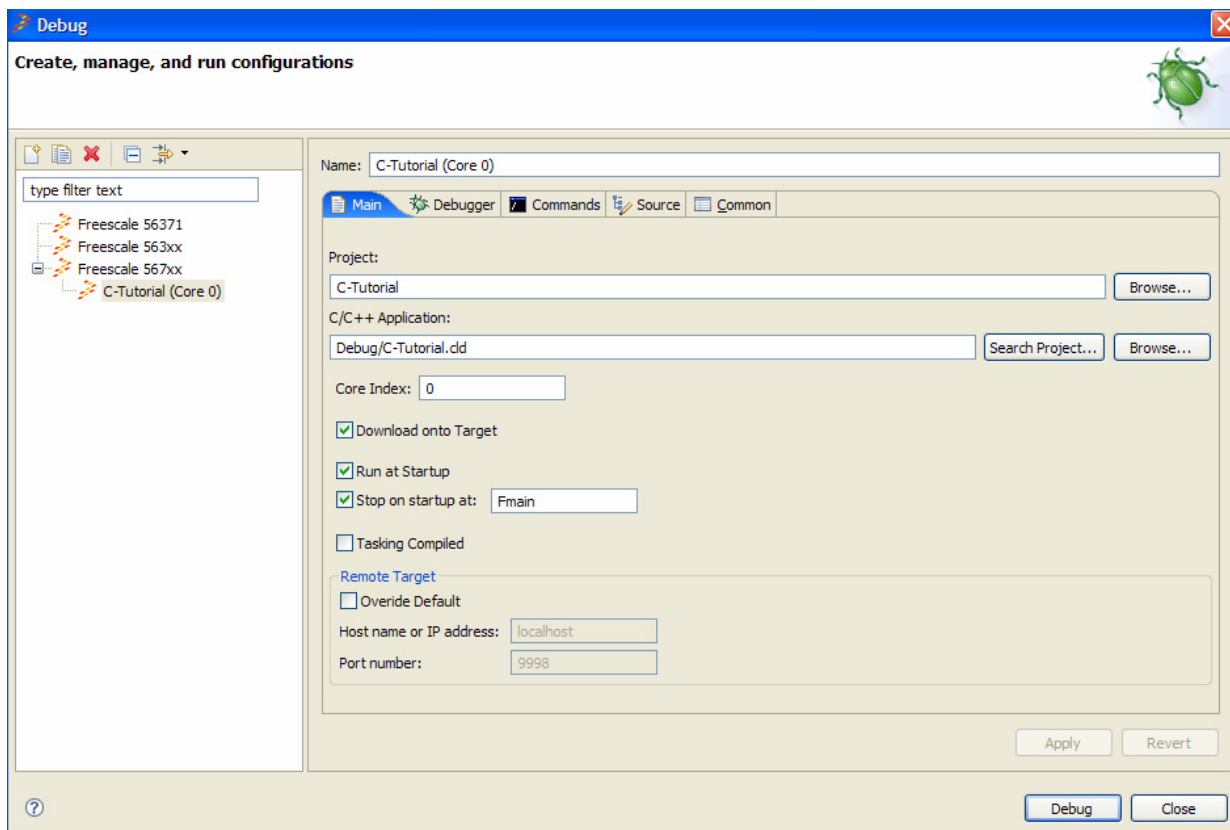 Debug
Create, manage, and run configurations
type filter text
Freescale 56371
Freescale 563xx
Freescale 567xx
C-Tutorial (Core 0)
Name: C-Tutorial (Core 0)
Main Debugger Commands Source Common
Project:
C-Tutorial Browse...
C/C++ Application:
Debug/C-Tutorial.cld Search Project... Browse...
Core Index: 0
Download onto Target
Run at Startup
Stop on startup at: Fmain
Tasking Compiled
Remote Target
Overide Default
Host name or IP address: localhost
Port number: 9998
Apply Revert
Debug Close